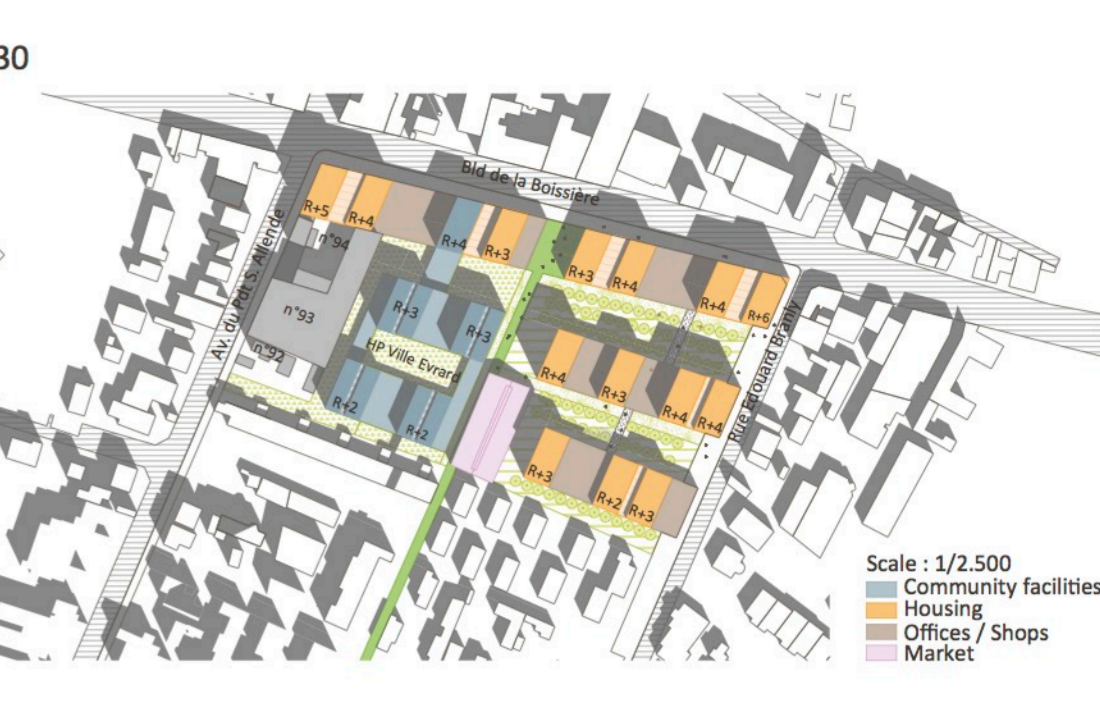 30
Bld de la Boissière
Av. du Pdt S. Allende
Rue Edouard Branly
R+5
R+4
R+4
R+3
R+3
R+4
R+4
R+6
n°94
n°93
n°92
R+3
R+3
HP Ville Evrard
R+2
R+2
R+4
R+3
R+4
R+4
R+3
R+2
R+3
Scale : 1/2.500
Community facilities
Housing
Offices / Shops
Market